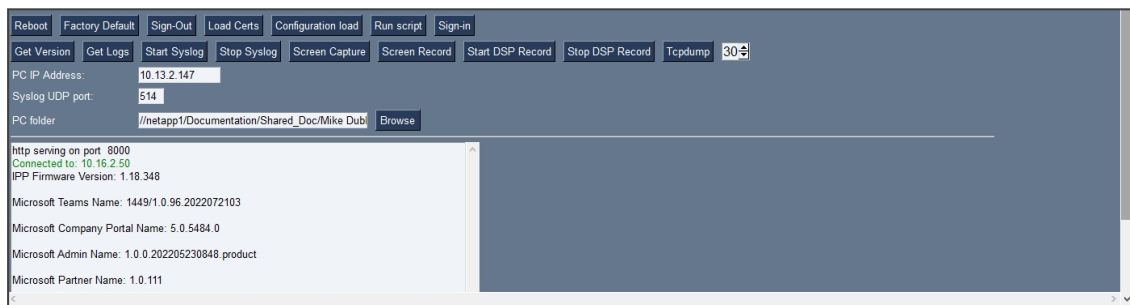 Reboot Factory Default Sign-Out Load Certs Configuration load Run script Sign-in
Get Version Get Logs Start Syslog Stop Syslog Screen Capture Screen Record Start DSP Record Stop DSP Record Tcpdump 30
PC IP Address: 10.13.2.147
Syslog UDP port: 514
PC folder //netapp1/Documentation/Shared_Doc/Mike Dubl Browse
http serving on port 8000
Connected to: 10.16.2.50
IPP Firmware Version: 1.18.348
Microsoft Teams Name: 1449/1.0.96.2022072103
Microsoft Company Portal Name: 5.0.5484.0
Microsoft Admin Name: 1.0.0.202205230848.product
Microsoft Partner Name: 1.0.111